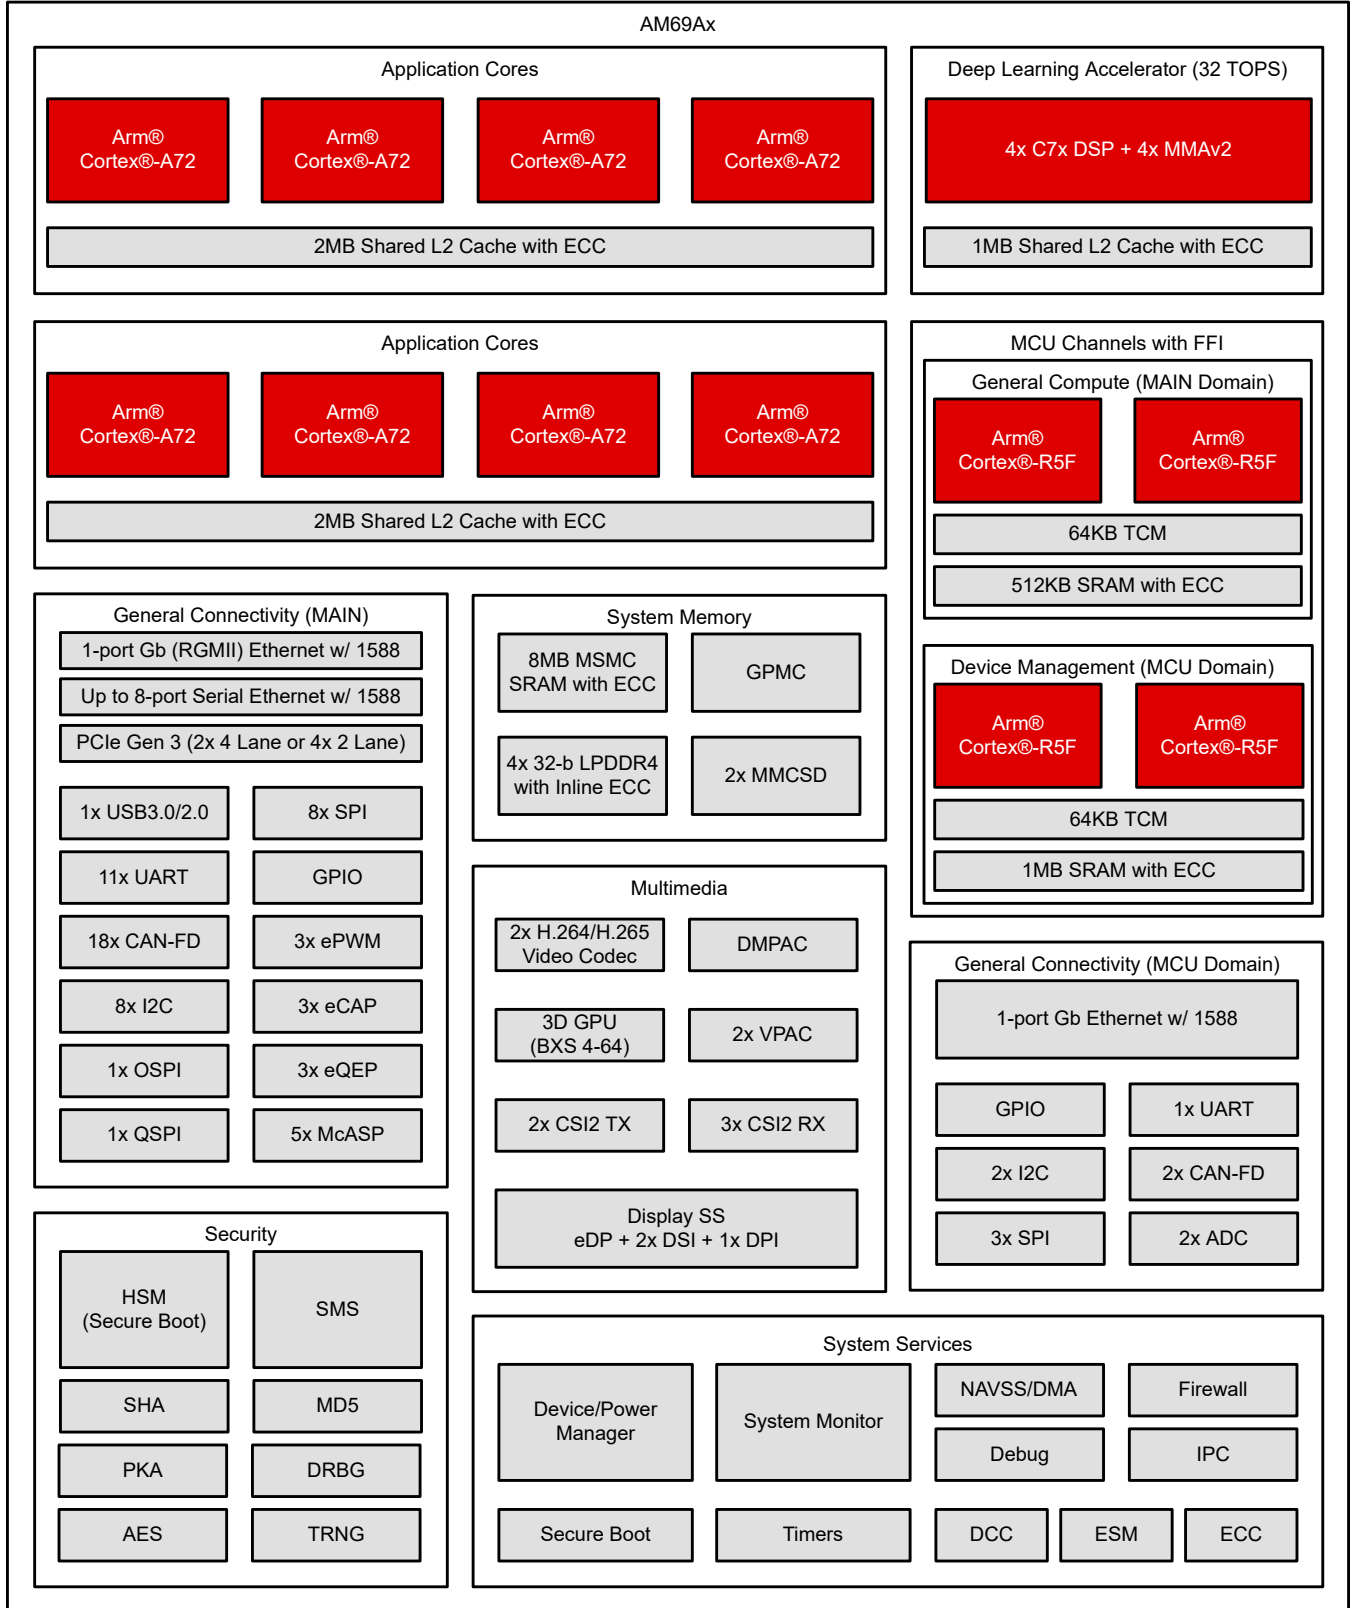 AM69Ax
Application Cores
Arm®
Cortex®-A72
Arm®
Cortex®-A72
Arm®
Cortex®-A72
Arm®
Cortex®-A72
2MB Shared L2 Cache with ECC
Deep Learning Accelerator (32 TOPS)
4x C7x DSP + 4x MMAv2
1MB Shared L2 Cache with ECC
Application Cores
Arm®
Cortex®-A72
Arm®
Cortex®-A72
Arm®
Cortex®-A72
Arm®
Cortex®-A72
2MB Shared L2 Cache with ECC
MCU Channels with FFI
General Compute (MAIN Domain)
Arm®
Cortex®-R5F
Arm®
Cortex®-R5F
64KB TCM
512KB SRAM with ECC
Device Management (MCU Domain)
Arm®
Cortex®-R5F
Arm®
Cortex®-R5F
64KB TCM
1MB SRAM with ECC
General Connectivity (MAIN)
1-port Gb (RGMII) Ethernet w/ 1588
Up to 8-port Serial Ethernet w/ 1588
PCIe Gen 3 (2x 4 Lane or 4x 2 Lane)
1x USB3.0/2.0
8x SPI
11x UART
GPIO
18x CAN-FD
3x ePWM
8x I2C
3x eCAP
1x OSPI
3x eQEP
1x QSPI
5x McASP
System Memory
8MB MSMC
SRAM with ECC
GPMC
4x 32-b LPDDR4
with Inline ECC
2x MMCSD
Multimedia
2x H.264/H.265
Video Codec
DMPAC
3D GPU
(BXS 4-64)
2x VPAC
2x CSI2 TX
3x CSI2 RX
Display SS
eDP + 2x DSI + 1x DPI
General Connectivity (MCU Domain)
1-port Gb Ethernet w/ 1588
GPIO
1x UART
2x I2C
2x CAN-FD
3x SPI
2x ADC
Security
HSM
(Secure Boot)
SMS
SHA
MD5
PKA
DRBG
AES
TRNG
System Services
Device/Power
Manager
System Monitor
NAVSS/DMA
Firewall
Debug
IPC
Secure Boot
Timers
DCC
ESM
ECC